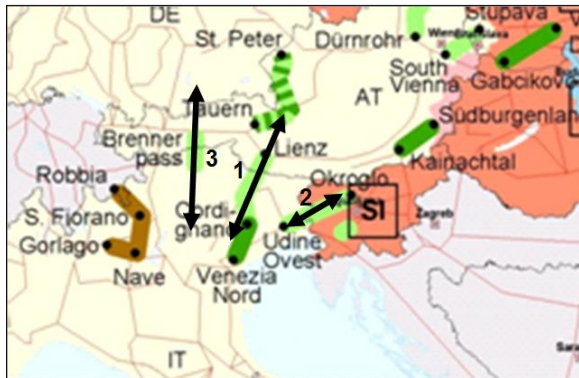 DE
St. Peter
Dürnrohr
Stupava
Wien
South
Vienna
Gabcikovo
Tauern
AT
Südburgenland
Brenner
pass
3
1
Lienz
Kainachtal
Robbia
2
Okroglo
S. Fiorano
Cordi-
gnano
SI
Zagreb
Gorlago
Udine
Ovest
Nave
Venezia
Nord
IT